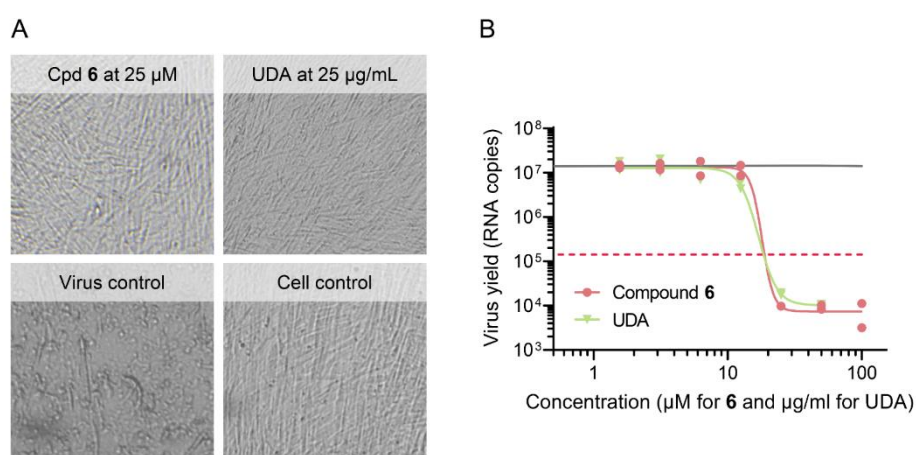 A
Cpd 6 at 25 µM
UDA at 25 µg/mL
Virus control
Cell control
B
Virus yield (RNA copies)
10⁸
10⁷
10⁶
10⁵
10⁴
10³
Compound 6
UDA
1
10
100
Concentration (µM for 6 and µg/ml for UDA)